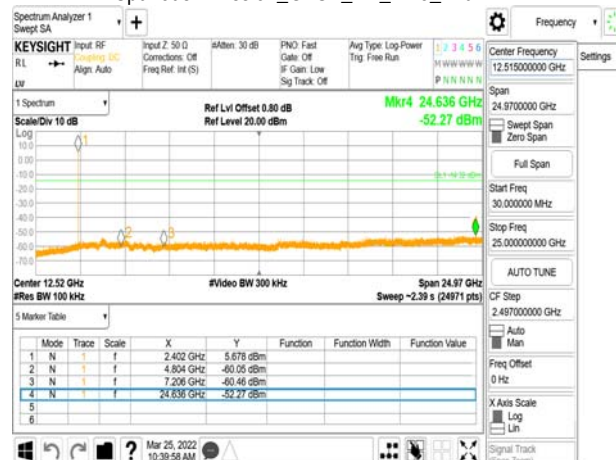 Spectrum Analyzer 1
Swept SA
KEYSIGHT
RL
Input: RF
Coupling: DC
Align: Auto
Input Z: 50 Ω
Corrections: Off
Freq Ref: Int (S)
#Atten: 30 dB
PNO: Fast
Gate: Off
IF Gain: Low
Sig Track: Off
Avg Type: Log-Power
Trig: Free Run
1 2 3 4 5 6
M W W W W W
P N N N N N
1 Spectrum
Scale/Div 10 dB
Ref Lvl Offset 0.80 dB
Ref Level 20.00 dBm
Mkr4 24.636 GHz
-52.27 dBm
Log
10.0
0.00
-10.0
-20.0
-30.0
-40.0
-50.0
-60.0
-70.0
1
2
3
Center 12.52 GHz
#Res BW 100 kHz
#Video BW 300 kHz
Span 24.97 GHz
Sweep ~2.39 s (24971 pts)
5 Marker Table
Mode Trace Scale X Y Function Function Width Function Value
1 N 1 f 2.402 GHz 5.678 dBm
2 N 1 f 4.804 GHz -60.05 dBm
3 N 1 f 7.206 GHz -60.46 dBm
4 N 1 f 24.636 GHz -52.27 dBm
5
6
Mar 25, 2022
10:39:58 AM
Frequency
Settings
Center Frequency
12.515000000 GHz
Span
24.9700000 GHz
Swept Span
Zero Span
Full Span
Start Freq
30.000000 MHz
Stop Freq
25.000000000 GHz
AUTO TUNE
CF Step
2.497000000 GHz
Auto
Man
Freq Offset
0 Hz
X Axis Scale
Log
Lin
Signal Track